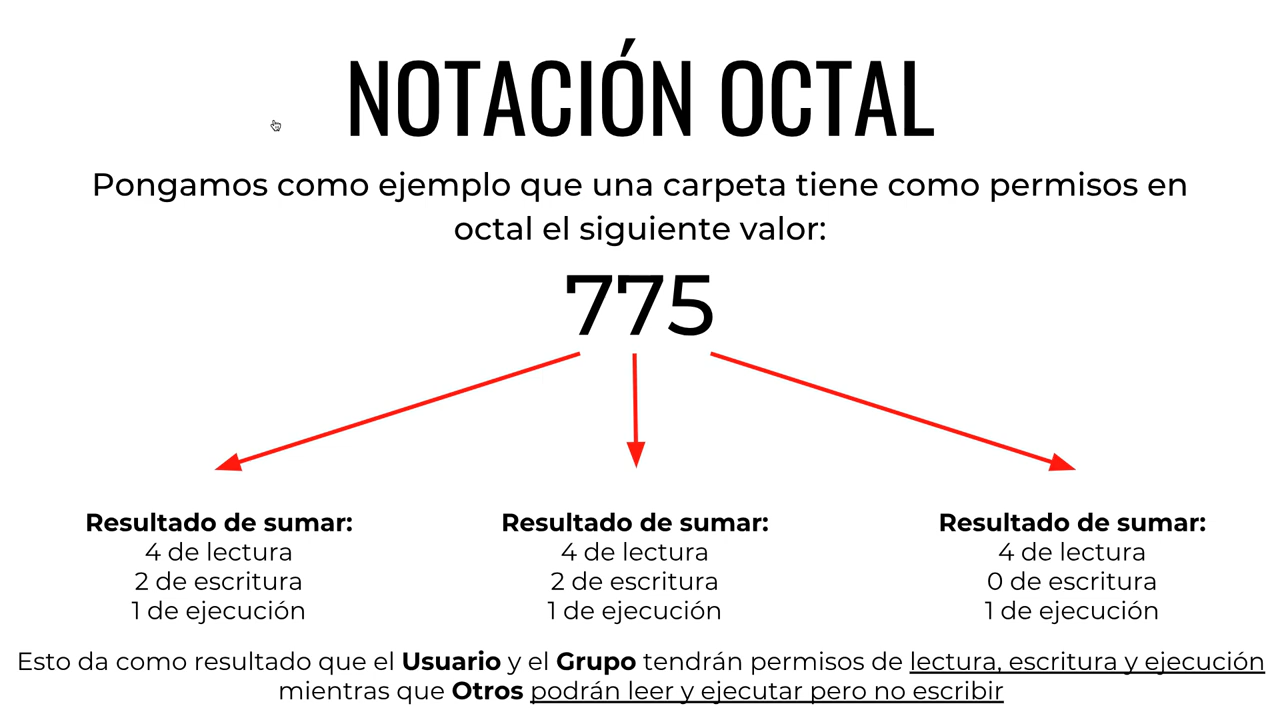 NOTACIÓN OCTAL
Pongamos como ejemplo que una carpeta tiene como permisos en
octal el siguiente valor:
775
Resultado de sumar:
4 de lectura
2 de escritura
1 de ejecución
Resultado de sumar:
4 de lectura
2 de escritura
1 de ejecución
Resultado de sumar:
4 de lectura
0 de escritura
1 de ejecución
Esto da como resultado que el Usuario y el Grupo tendrán permisos de lectura, escritura y ejecución
mientras que Otros podrán leer y ejecutar pero no escribir